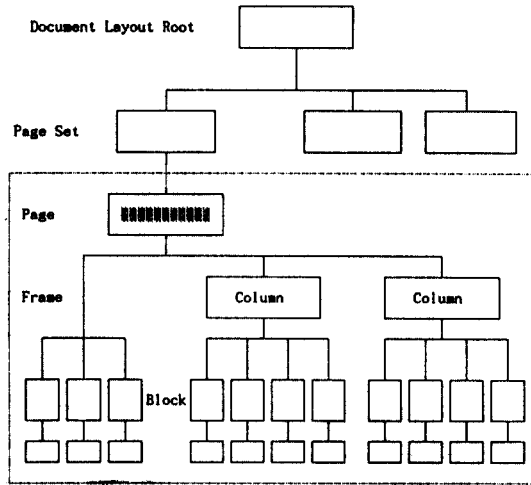 Document Layout Root
Page Set
Page
Frame
Column
Column
Block